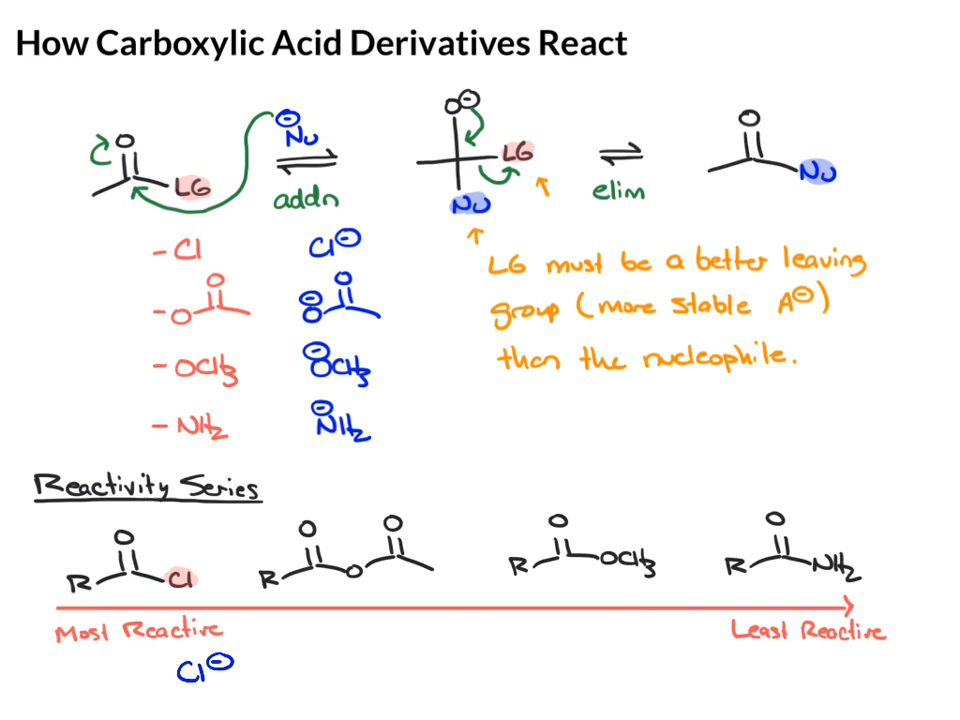 How Carboxylic Acid Derivatives React
O
LG
⊖
Nu
addn
O⊖
LG
Nu
elim
O
Nu
-Cl
Cl⊖
O
-O
O
⊖
O
-OCH3
⊖
OCH3
-NH2
⊖
NH2
LG must be a better leaving
group (more stable A⊖)
than the nucleophile.
Reactivity Series
O
R Cl
O O
R O
O
R OCH3
O
R NH2
Most Reactive
Least Reactive
Cl⊖